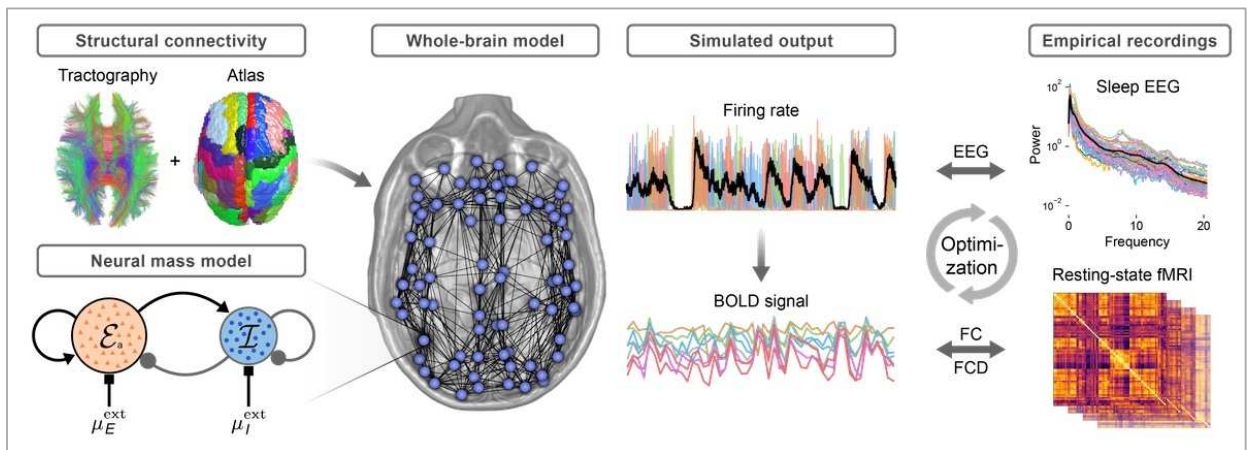 Structural connectivity
Tractography
Atlas
+
Whole-brain model
Neural mass model
ℰₐ
ℐ
μ_E^ext
μ_I^ext
Simulated output
Firing rate
BOLD signal
EEG
Optimi-
zation
FC
FCD
Empirical recordings
Sleep EEG
Power
10²
10⁰
10⁻²
0
10
20
Frequency
Resting-state fMRI